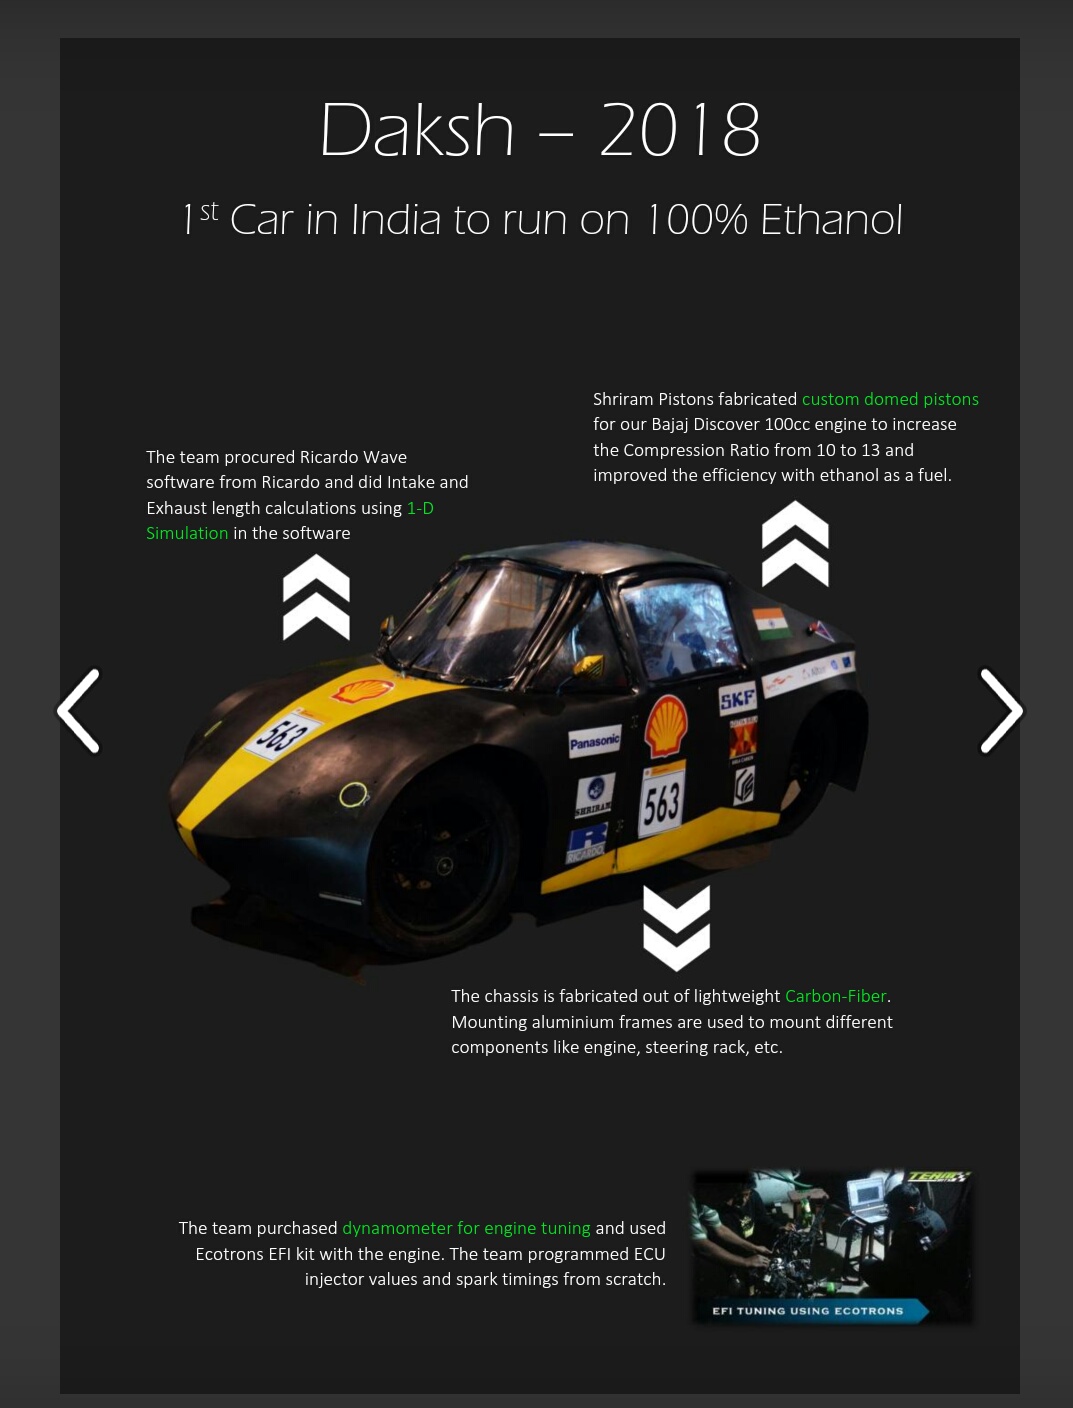 Daksh – 2018
1st Car in India to run on 100% Ethanol
Shriram Pistons fabricated custom domed pistons
for our Bajaj Discover 100cc engine to increase
the Compression Ratio from 10 to 13 and
improved the efficiency with ethanol as a fuel.
The team procured Ricardo Wave
software from Ricardo and did Intake and
Exhaust length calculations using 1-D
Simulation in the software
563
Panasonic
SKF
SHRIRAM
563
RICARDO
The chassis is fabricated out of lightweight Carbon-Fiber.
Mounting aluminium frames are used to mount different
components like engine, steering rack, etc.
The team purchased dynamometer for engine tuning and used
Ecotrons EFI kit with the engine. The team programmed ECU
injector values and spark timings from scratch.
TEAM
EFI TUNING USING ECOTRONS